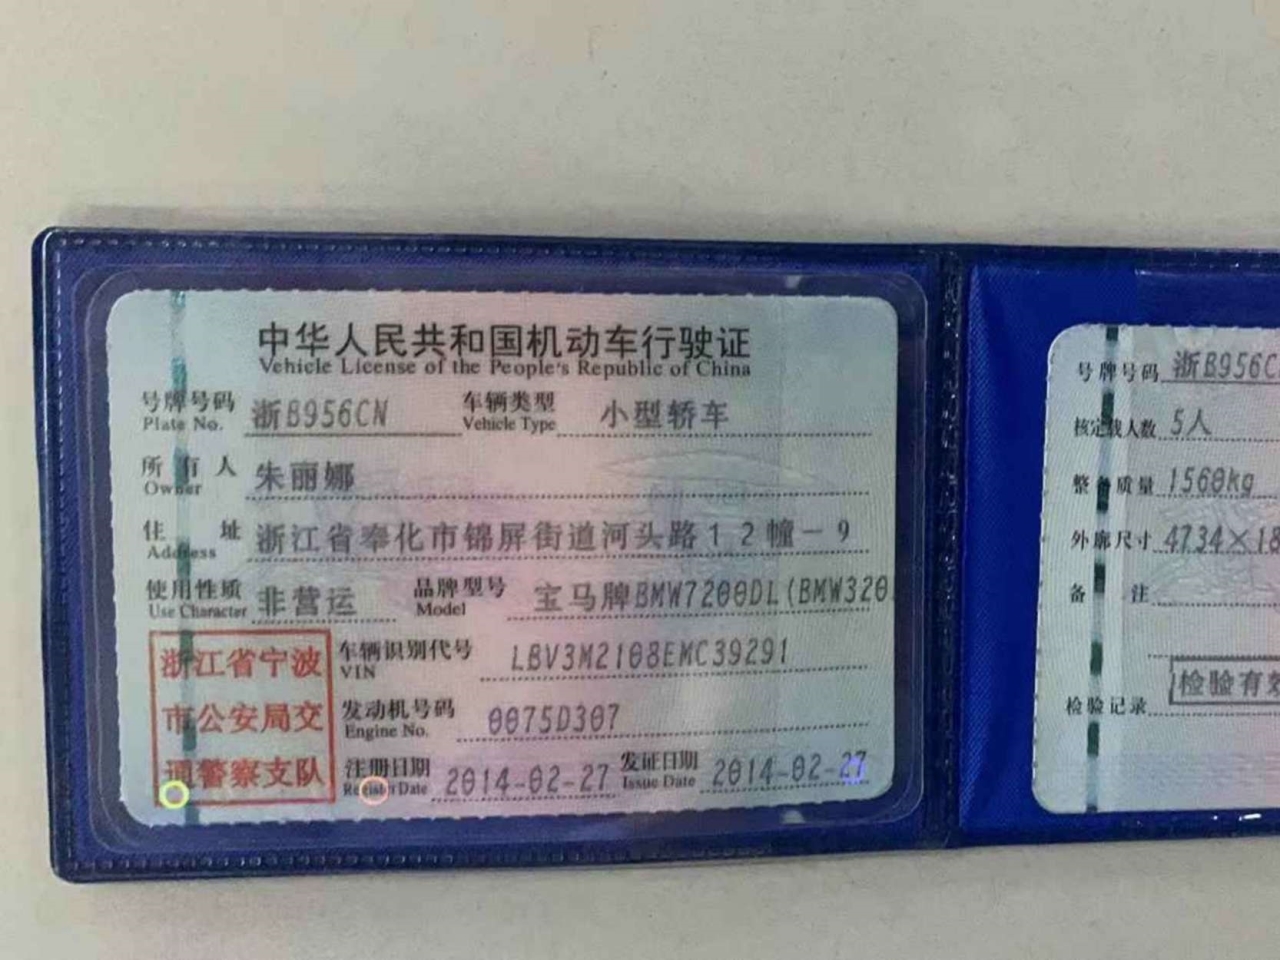 中华人民共和国机动车行驶证
Vehicle License of the People's Republic of China
号牌号码 浙B956CN 车辆类型 小型轿车
Plate No. Vehicle Type
所有人 朱丽娜
Owner
住址 浙江省奉化市锦屏街道河头路12幢-9
Address
使用性质 非营运 品牌型号 宝马牌BMW7200DL(BMW320
Use Character Model
浙江省宁波
市公安局交
通警察支队
车辆识别代号 LBV3M2108EMC39291
VIN
发动机号码 0075D307
Engine No.
注册日期 2014-02-27 发证日期 2014-02-27
Register Date Issue Date
号牌号码 浙B956C
核定载人数 5人
整备质量 1560kg
外廓尺寸 4734×18
备注
检验记录 检验有效